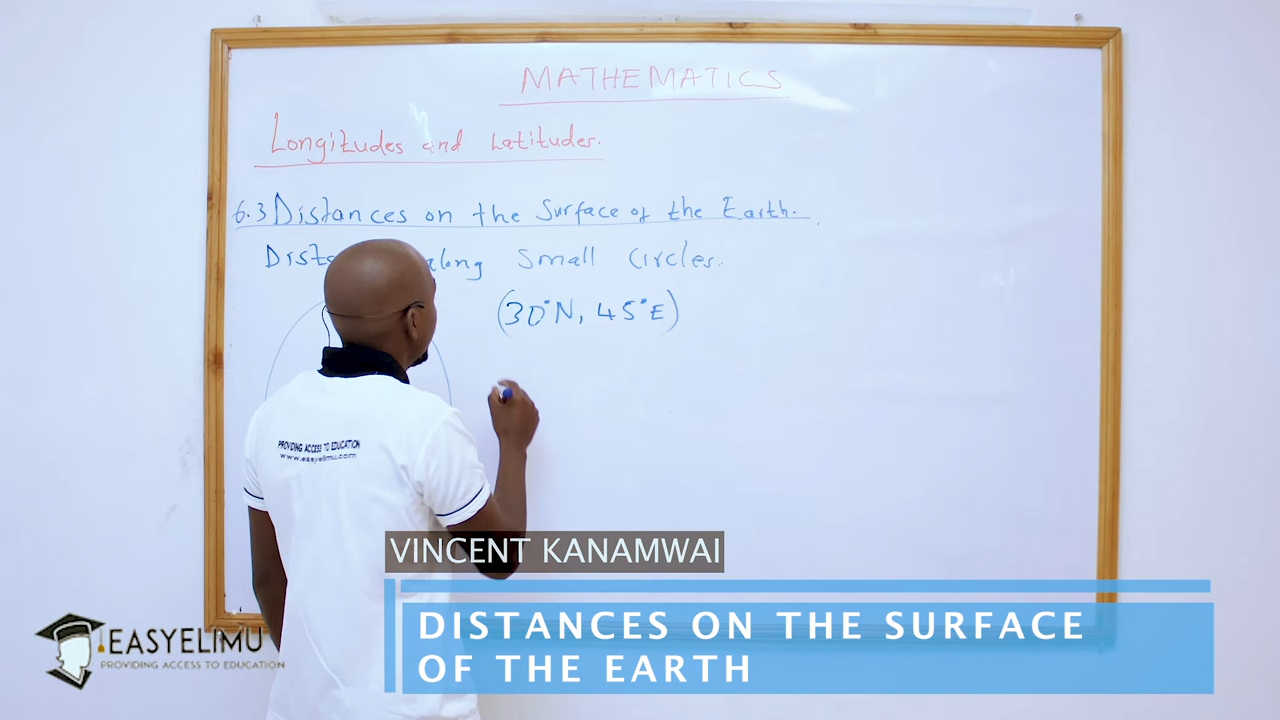 MATHEMATICS
Longitudes and Latitudes.
6.3 Distances on the Surface of the Earth.
along Small Circles.
(30°N, 45°E)
PROVIDING ACCESS TO EDUCATION
www.easyelimu.com
VINCENT KANAMWAI
DISTANCES ON THE SURFACE
OF THE EARTH
EASYELIMU
PROVIDING ACCESS TO EDUCATION